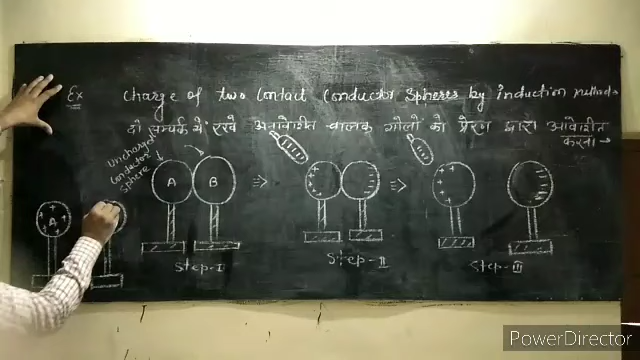 Ex Charge of two Contact Conductor Spheres by induction method
दो सम्पर्क में रखे अनावेशित चालक गोलों को प्रेरण द्वारा आवेशित
करना →
Uncharged
Conductor
Sphere
A B
A
Step-I
Step-II
Step-III
PowerDirector